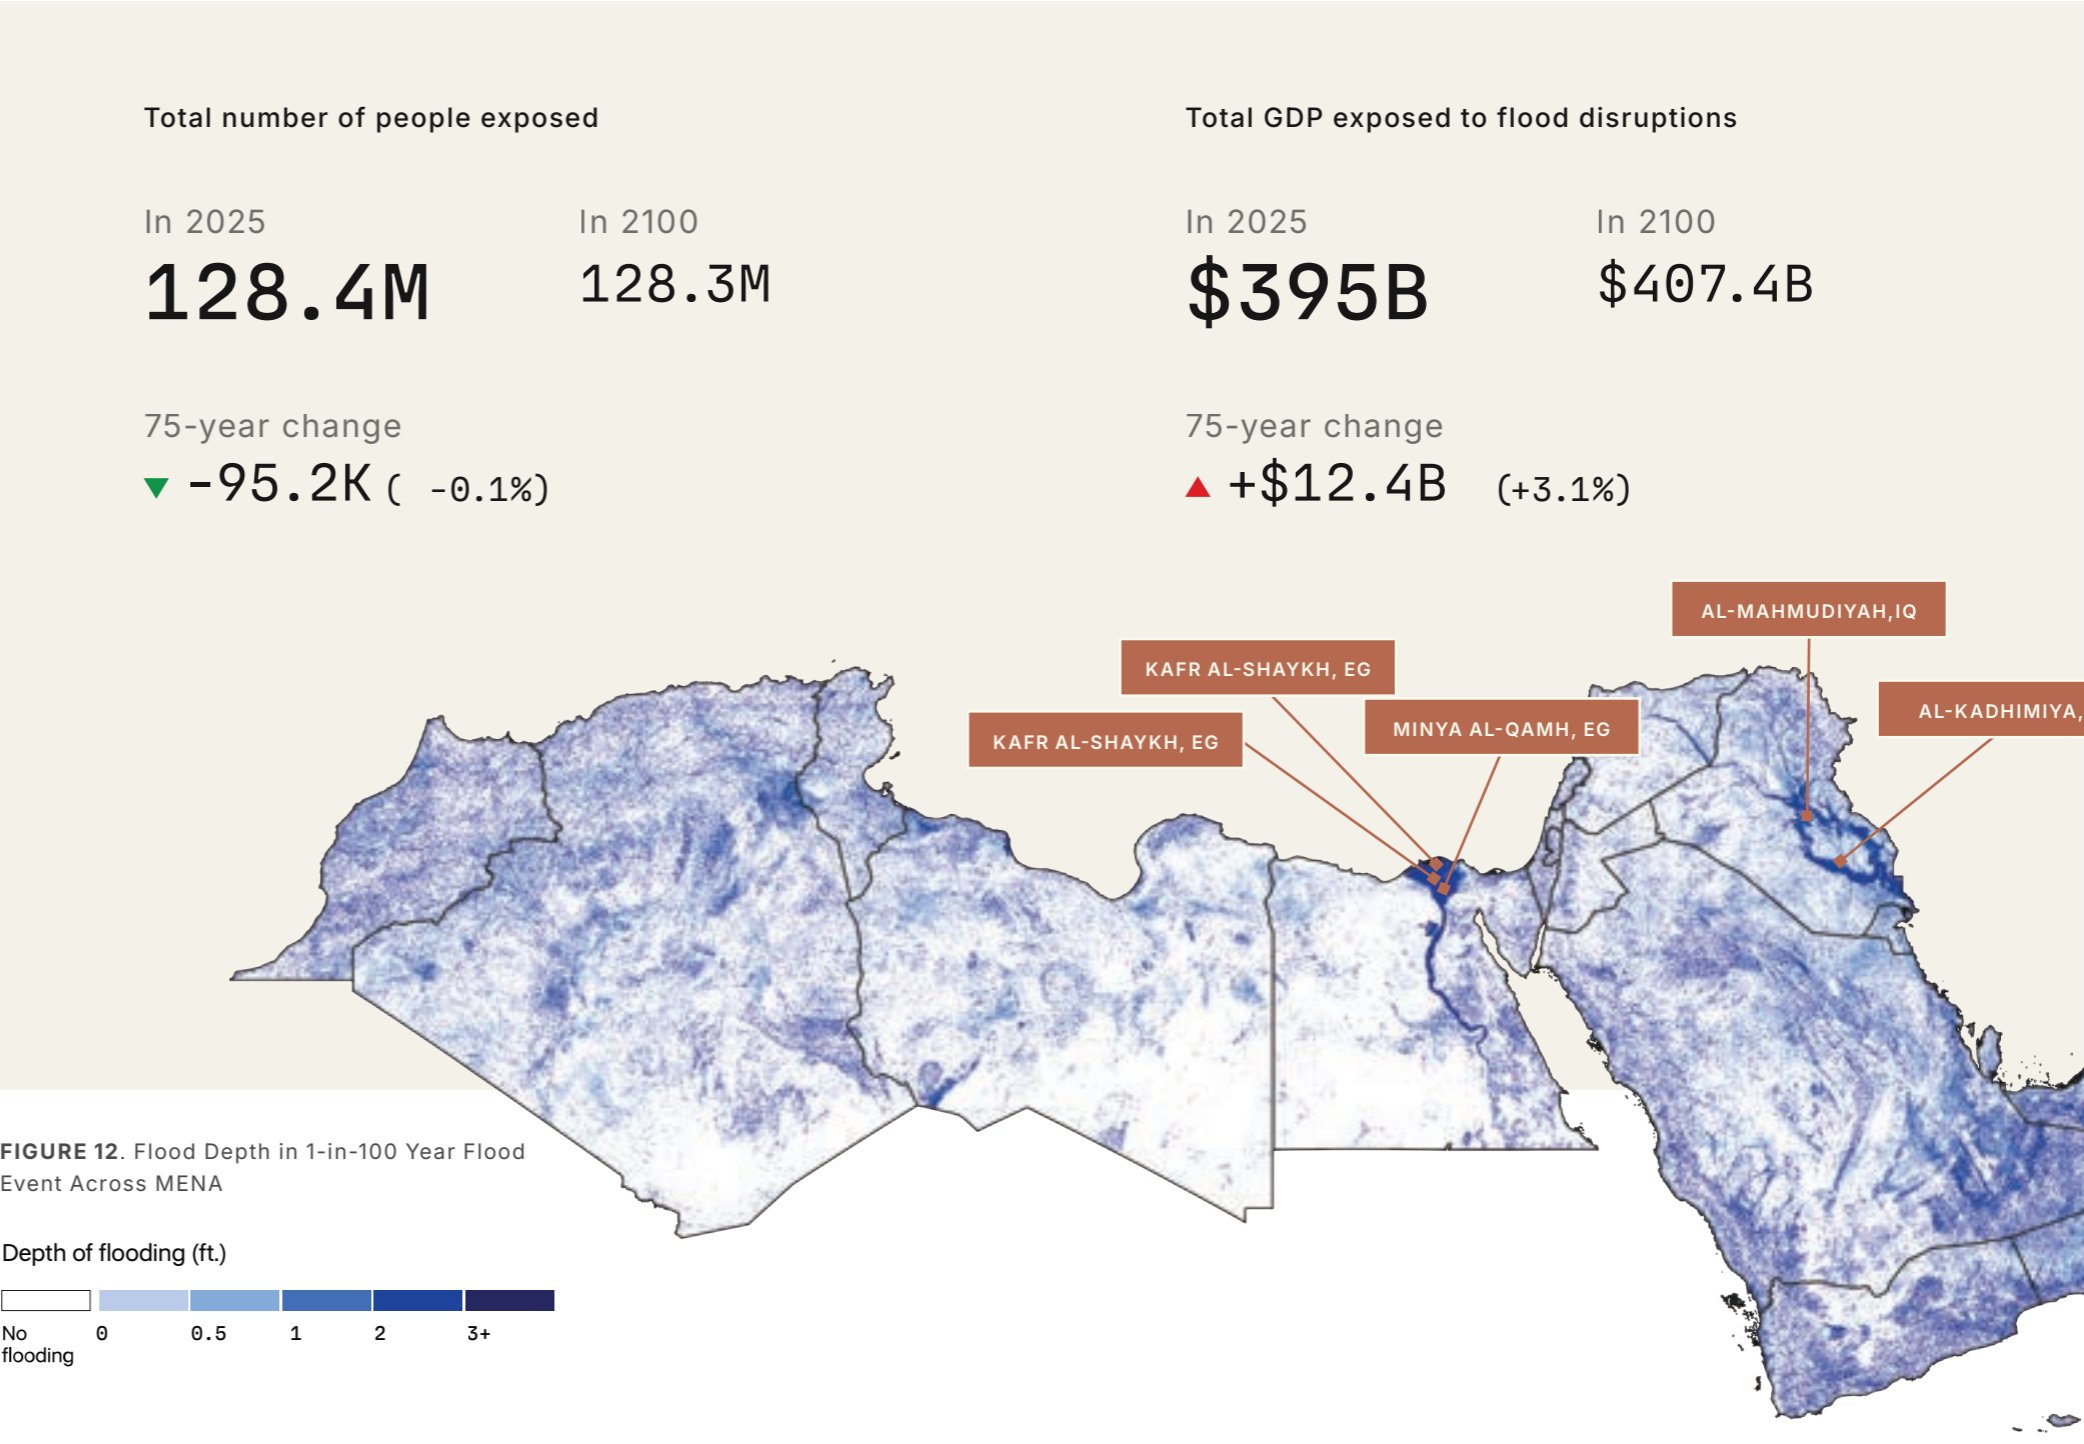 Total number of people exposed
In 2025
128.4M
In 2100
128.3M
75-year change
-95.2K ( -0.1%)
Total GDP exposed to flood disruptions
In 2025
$395B
In 2100
$407.4B
75-year change
+$12.4B (+3.1%)
AL-MAHMUDIYAH,IQ
KAFR AL-SHAYKH, EG
AL-KADHIMIYA,
MINYA AL-QAMH, EG
KAFR AL-SHAYKH, EG
FIGURE 12. Flood Depth in 1-in-100 Year Flood
Event Across MENA
Depth of flooding (ft.)
No
flooding
0
0.5
1
2
3+